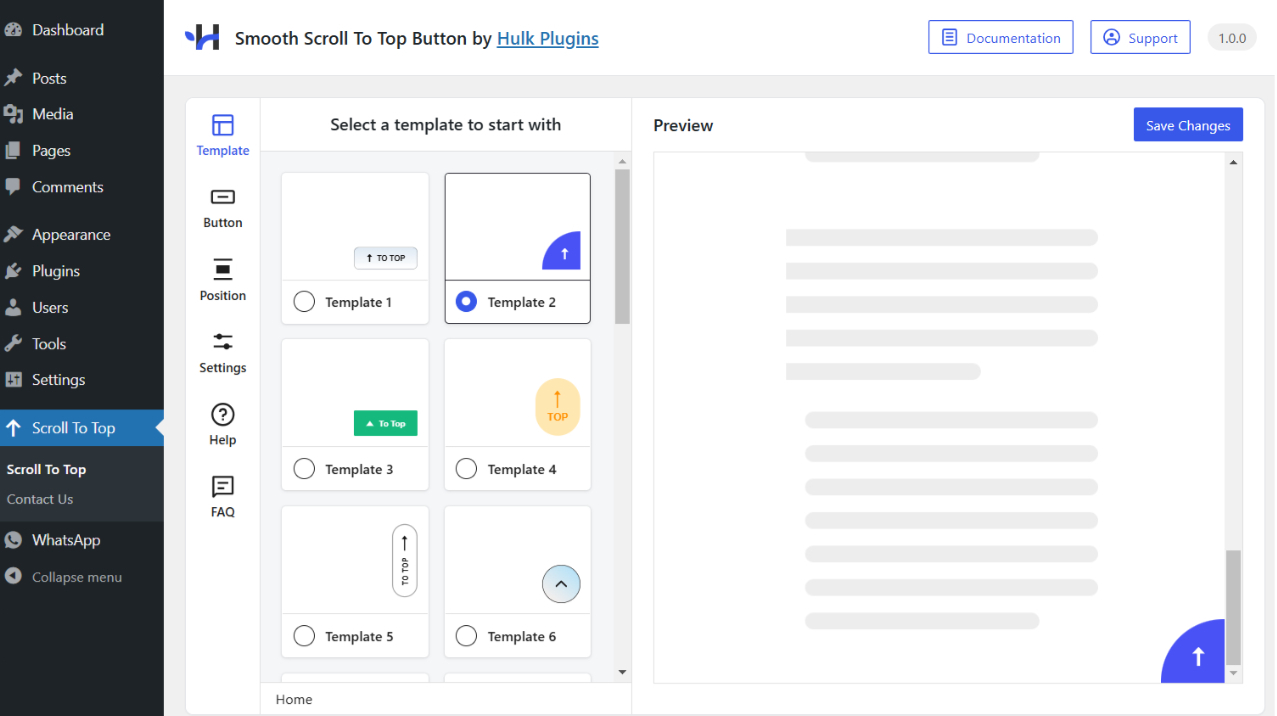 Dashboard
Posts
Media
Pages
Comments
Appearance
Plugins
Users
Tools
Settings
Scroll To Top
Scroll To Top
Contact Us
WhatsApp
Collapse menu
Smooth Scroll To Top Button by Hulk Plugins
Documentation
Support
1.0.0
Template
Button
Position
Settings
Help
FAQ
Select a template to start with
TO TOP
Template 1
Template 2
To Top
Template 3
TOP
Template 4
TO TOP
Template 5
Template 6
Home
Preview
Save Changes